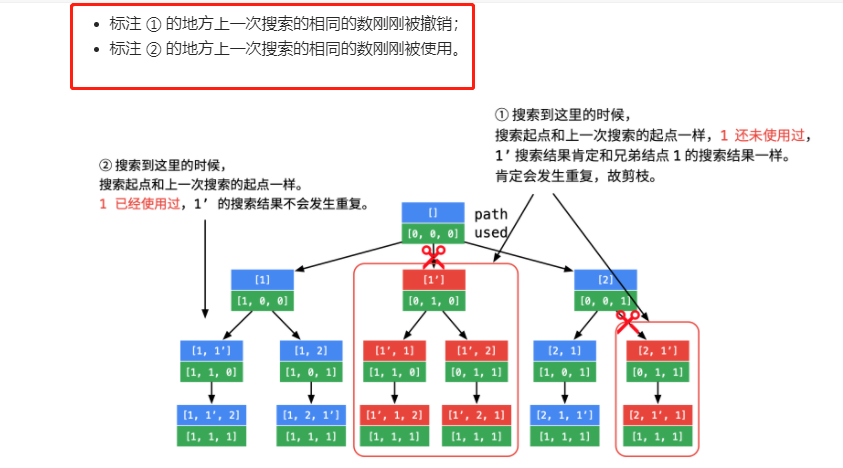 标注 ① 的地方上一次搜索的相同的数刚刚被撤销；
标注 ② 的地方上一次搜索的相同的数刚刚被使用。
① 搜索到这里的时候，
搜索起点和上一次搜索的起点一样，1 还未使用过，
1’ 搜索结果肯定和兄弟结点 1 的搜索结果一样。
肯定会发生重复，故剪枝。
② 搜索到这里的时候，
搜索起点和上一次搜索的起点一样。
1 已经使用过，1’ 的搜索结果不会发生重复。
[] path
[0, 0, 0] used
[1] [1’] [2]
[1, 0, 0] [0, 1, 0] [0, 0, 1]
[1, 1’] [1, 2] [1’, 1] [1’, 2] [2, 1] [2, 1’]
[1, 1, 0] [1, 0, 1] [1, 1, 0] [0, 1, 1] [1, 0, 1] [0, 1, 1]
[1, 1’, 2] [1, 2, 1’] [1’, 1, 2] [1’, 2, 1] [2, 1, 1’] [2, 1’, 1]
[1, 1, 1] [1, 1, 1] [1, 1, 1] [1, 1, 1] [1, 1, 1] [1, 1, 1]